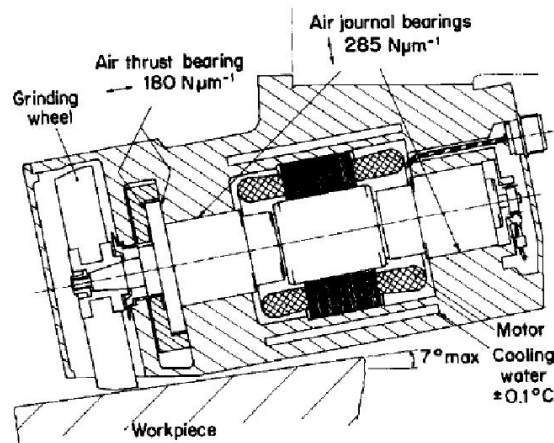 Air journal bearings
285 Nμm⁻¹
Air thrust bearing
180 Nμm⁻¹
Grinding
wheel
Motor
Cooling
water
±0.1°C
7°max
Workpiece